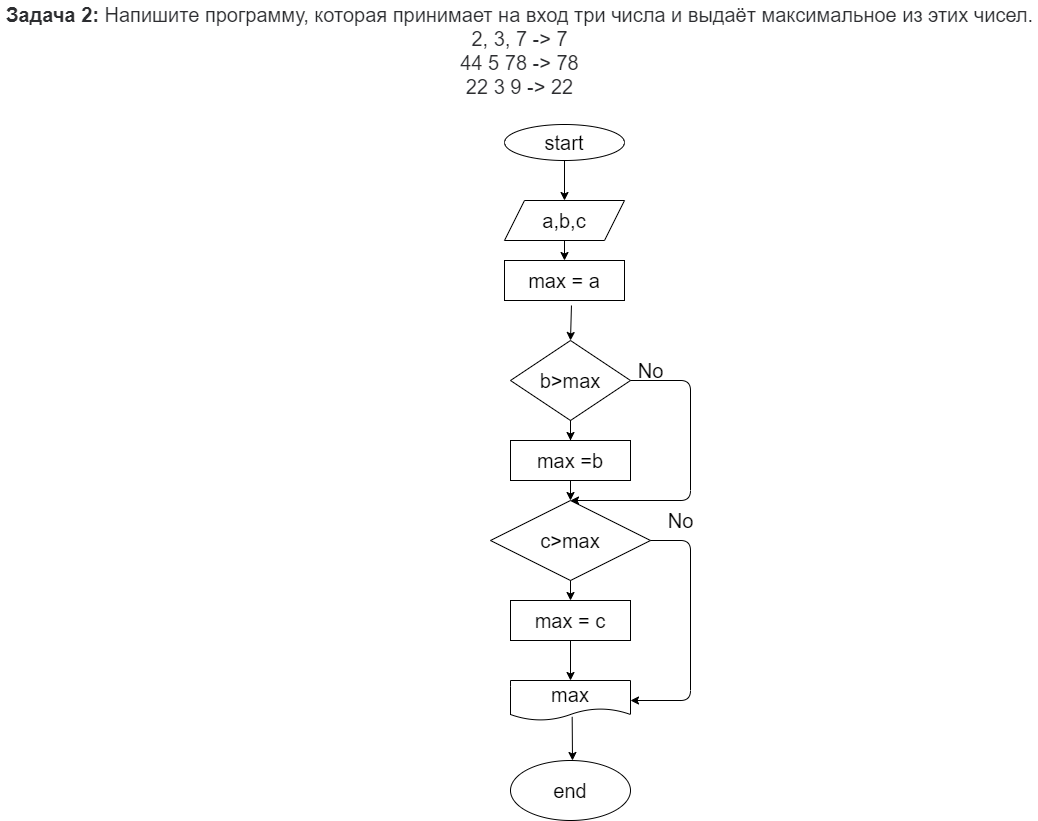 Задача 2: Напишите программу, которая принимает на вход три числа и выдаёт максимальное из этих чисел.
2, 3, 7 -> 7
44 5 78 -> 78
22 3 9 -> 22
start
a,b,c
max = a
b>max
No
max =b
No
c>max
max = c
max
end